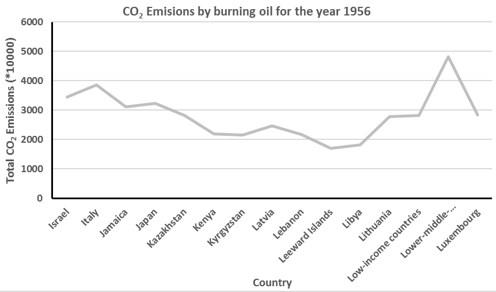 CO₂ Emisions by burning oil for the year 1956
Total CO₂ Emissions (*10000)
6000
5000
4000
3000
2000
1000
0
Israel
Italy
Jamaica
Japan
Kazakhstan
Kenya
Kyrgyzstan
Latvia
Lebanon
Leeward Islands
Libya
Lithuania
Low-income countries
Lower-middle-...
Luxembourg
Country